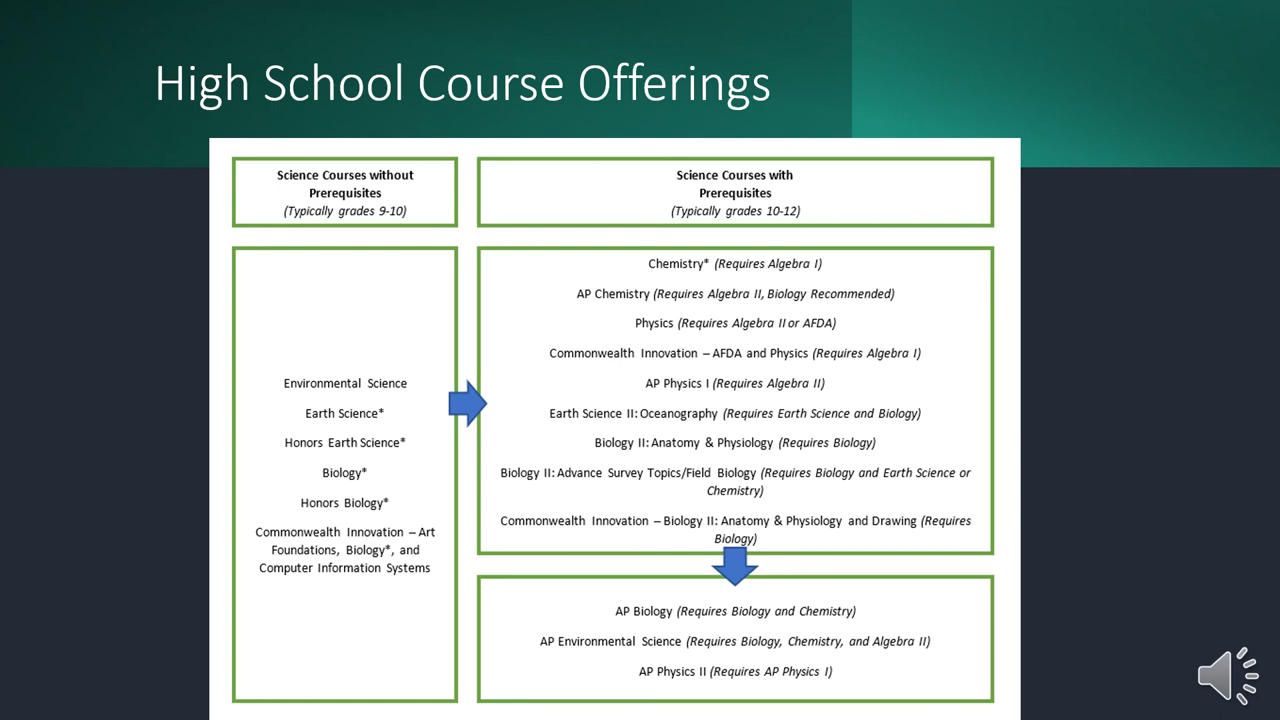 High School Course Offerings
Science Courses without
Prerequisites
(Typically grades 9-10)
Science Courses with
Prerequisites
(Typically grades 10-12)
Environmental Science
Earth Science*
Honors Earth Science*
Biology*
Honors Biology*
Commonwealth Innovation – Art
Foundations, Biology*, and
Computer Information Systems
Chemistry* (Requires Algebra I)
AP Chemistry (Requires Algebra II, Biology Recommended)
Physics (Requires Algebra II or AFDA)
Commonwealth Innovation – AFDA and Physics (Requires Algebra I)
AP Physics I (Requires Algebra II)
Earth Science II: Oceanography (Requires Earth Science and Biology)
Biology II: Anatomy & Physiology (Requires Biology)
Biology II: Advance Survey Topics/Field Biology (Requires Biology and Earth Science or
Chemistry)
Commonwealth Innovation – Biology II: Anatomy & Physiology and Drawing (Requires
Biology)
AP Biology (Requires Biology and Chemistry)
AP Environmental Science (Requires Biology, Chemistry, and Algebra II)
AP Physics II (Requires AP Physics I)